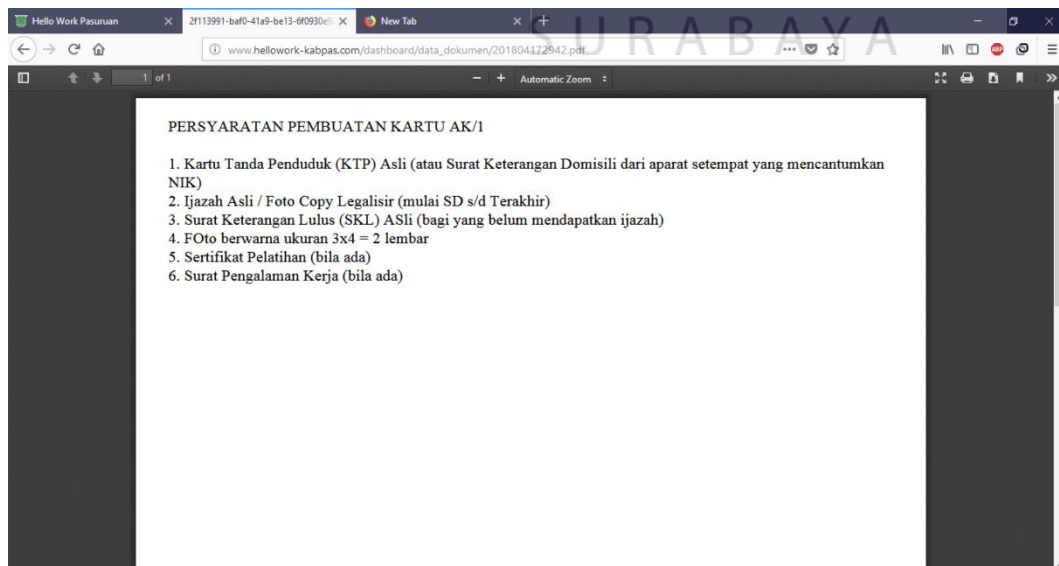 SURABAYA
Hello Work Pasuruan
2f113991-baf0-41a9-be13-6f0930e
New Tab
www.hellowork-kabpas.com/dashboard/data_dokumen/201804172942.pdf
ABP
1 of 1
Automatic Zoom
PERSYARATAN PEMBUATAN KARTU AK/1
1. Kartu Tanda Penduduk (KTP) Asli (atau Surat Keterangan Domisili dari aparat setempat yang mencantumkan
NIK)
2. Ijazah Asli / Foto Copy Legalisir (mulai SD s/d Terakhir)
3. Surat Keterangan Lulus (SKL) ASli (bagi yang belum mendapatkan ijazah)
4. FOto berwarna ukuran 3x4 = 2 lembar
5. Sertifikat Pelatihan (bila ada)
6. Surat Pengalaman Kerja (bila ada)